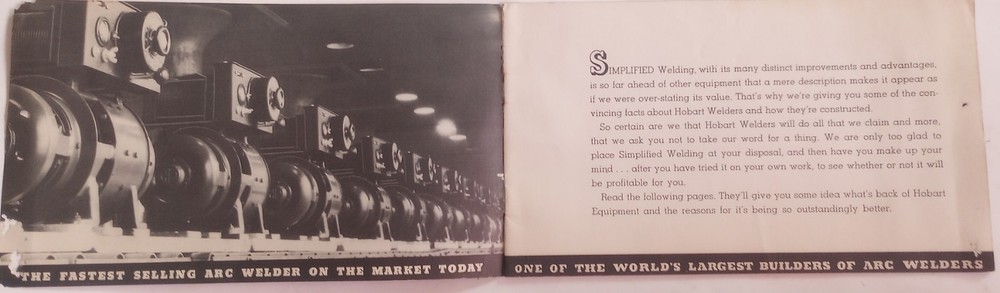 THE FASTEST SELLING ARC WELDER ON THE MARKET TODAY
SIMPLIFIED Welding, with its many distinct improvements and advantages,
is so far ahead of other equipment that a mere description makes it appear as
if we were over-stating its value. That's why we're giving you some of the con-
vincing facts about Hobart Welders and how they're constructed.
So certain are we that Hobart Welders will do all that we claim and more,
that we ask you not to take our word for a thing. We are only too glad to
place Simplified Welding at your disposal, and then have you make up your
mind . . . after you have tried it on your own work, to see whether or not it will
be profitable for you.
Read the following pages. They'll give you some idea what's back of Hobart
Equipment and the reasons for it's being so outstandingly better.
ONE OF THE WORLD'S LARGEST BUILDERS OF ARC WELDERS